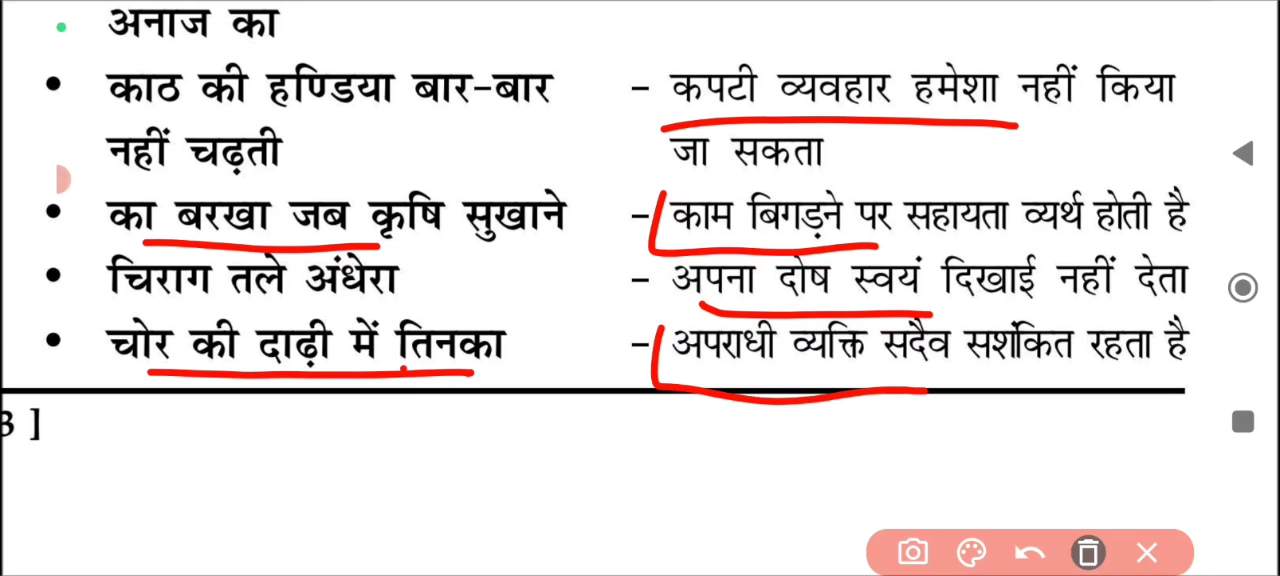 अनाज का
• काठ की हण्डिया बार-बार - कपटी व्यवहार हमेशा नहीं किया
नहीं चढ़ती जा सकता
• का बरखा जब कृषि सुखाने - काम बिगड़ने पर सहायता व्यर्थ होती है
• चिराग तले अंधेरा - अपना दोष स्वयं दिखाई नहीं देता
• चोर की दाढ़ी में तिनका - अपराधी व्यक्ति सदैव सशंकित रहता है
3 ]